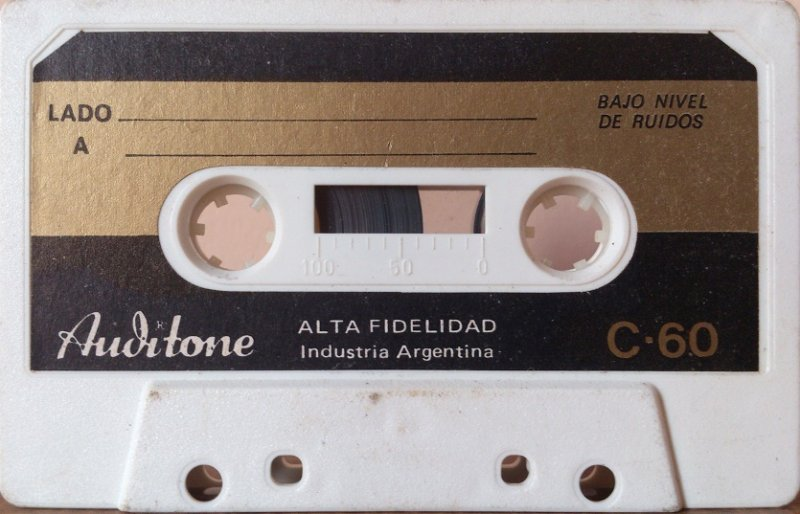 LADO
A
BAJO NIVEL
DE RUIDOS
100 50 0
Auditone
ALTA FIDELIDAD
Industria Argentina
C·60